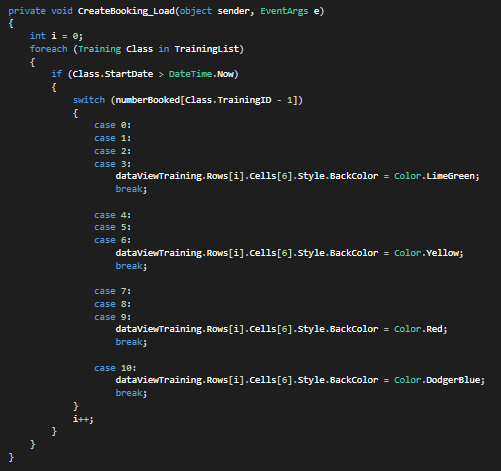 private void CreateBooking_Load(object sender, EventArgs e)
{
    int i = 0;
    foreach (Training Class in TrainingList)
    {
        if (Class.StartDate > DateTime.Now)
        {
            switch (numberBooked[Class.TrainingID - 1])
            {
                case 0:
                case 1:
                case 2:
                case 3:
                    dataViewTraining.Rows[i].Cells[6].Style.BackColor = Color.LimeGreen;
                    break;

                case 4:
                case 5:
                case 6:
                    dataViewTraining.Rows[i].Cells[6].Style.BackColor = Color.Yellow;
                    break;

                case 7:
                case 8:
                case 9:
                    dataViewTraining.Rows[i].Cells[6].Style.BackColor = Color.Red;
                    break;

                case 10:
                    dataViewTraining.Rows[i].Cells[6].Style.BackColor = Color.DodgerBlue;
                    break;
            }
            i++;
        }
    }
}